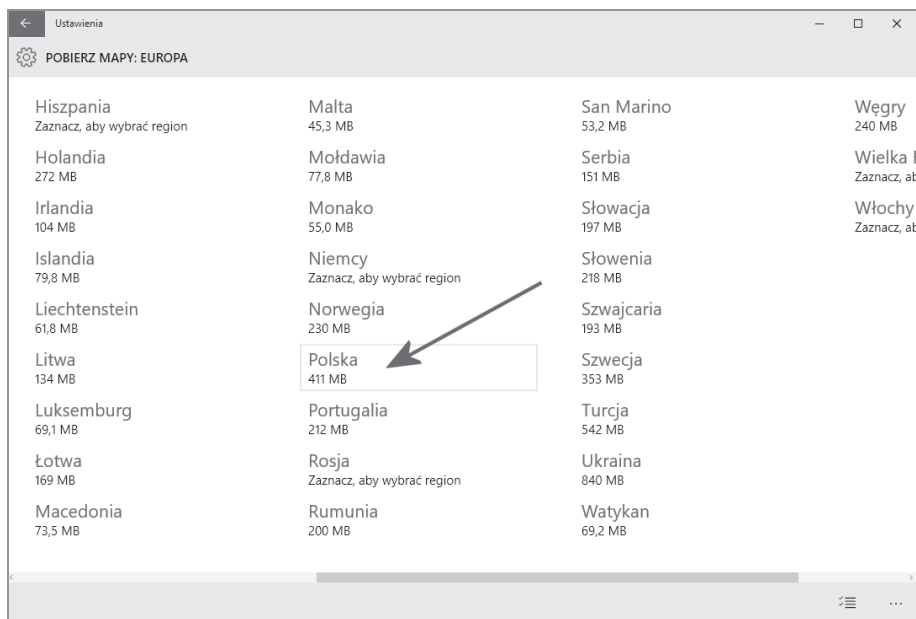 Ustawienia
POBIERZ MAPY: EUROPA
Hiszpania
Zaznacz, aby wybrać region
Holandia
272 MB
Irlandia
104 MB
Islandia
79,8 MB
Liechtenstein
61,8 MB
Litwa
134 MB
Luksemburg
69,1 MB
Łotwa
169 MB
Macedonia
73,5 MB
Malta
45,3 MB
Mołdawia
77,8 MB
Monako
55,0 MB
Niemcy
Zaznacz, aby wybrać region
Norwegia
230 MB
Polska
411 MB
Portugalia
212 MB
Rosja
Zaznacz, aby wybrać region
Rumunia
200 MB
San Marino
53,2 MB
Serbia
151 MB
Słowacja
197 MB
Słowenia
218 MB
Szwajcaria
193 MB
Szwecja
353 MB
Turcja
542 MB
Ukraina
840 MB
Watykan
69,2 MB
Węgry
240 MB
Wielka
Zaznacz,
Włochy
Zaznacz,